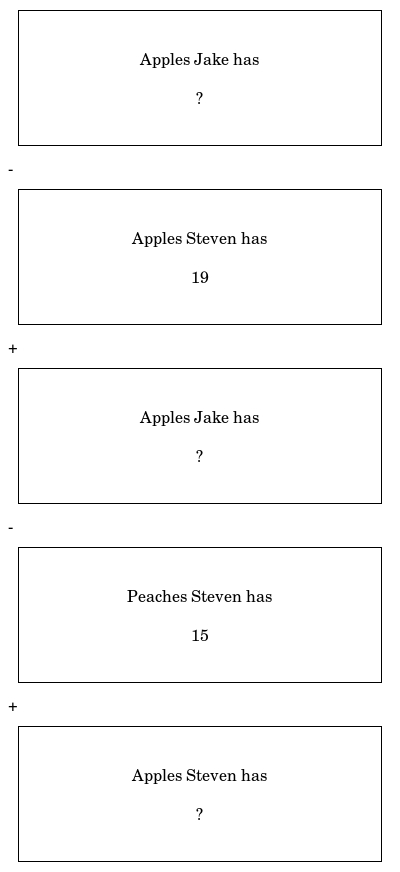 Apples Jake has
?
-
Apples Steven has
19
+
Apples Jake has
?
-
Peaches Steven has
15
+
Apples Steven has
?